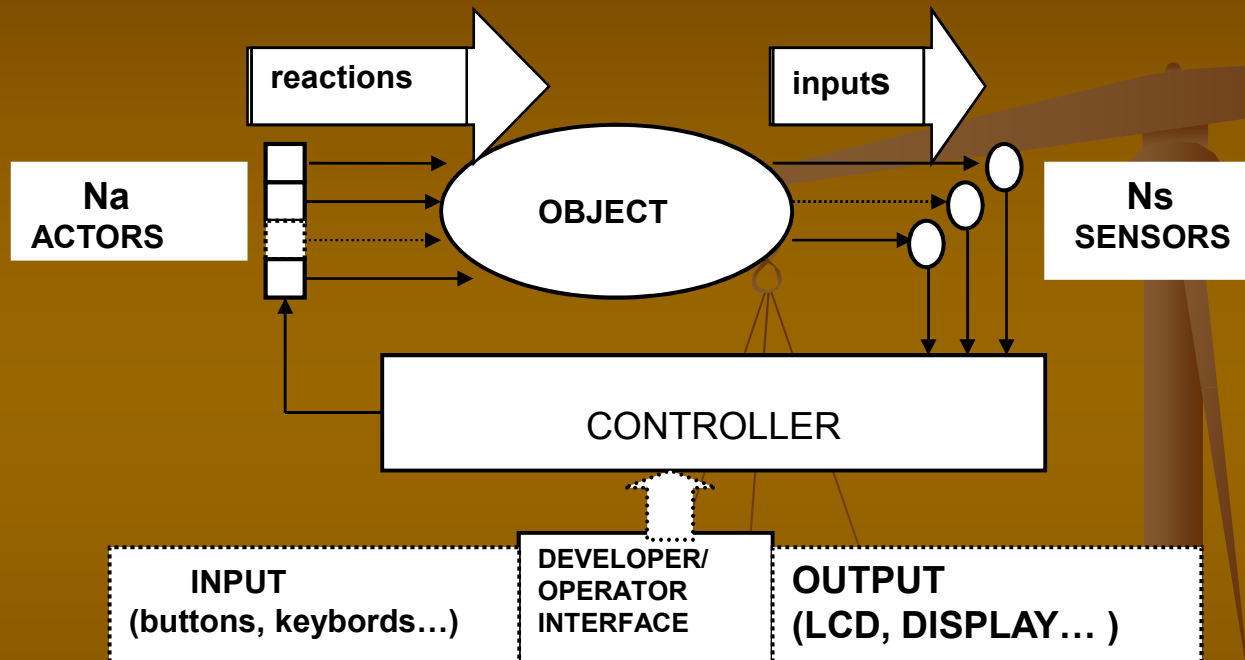 reactions
inputs
Na
ACTORS
OBJECT
Ns
SENSORS
CONTROLLER
INPUT
(buttons, keybords…)
DEVELOPER/
OPERATOR
INTERFACE
OUTPUT
(LCD, DISPLAY… )